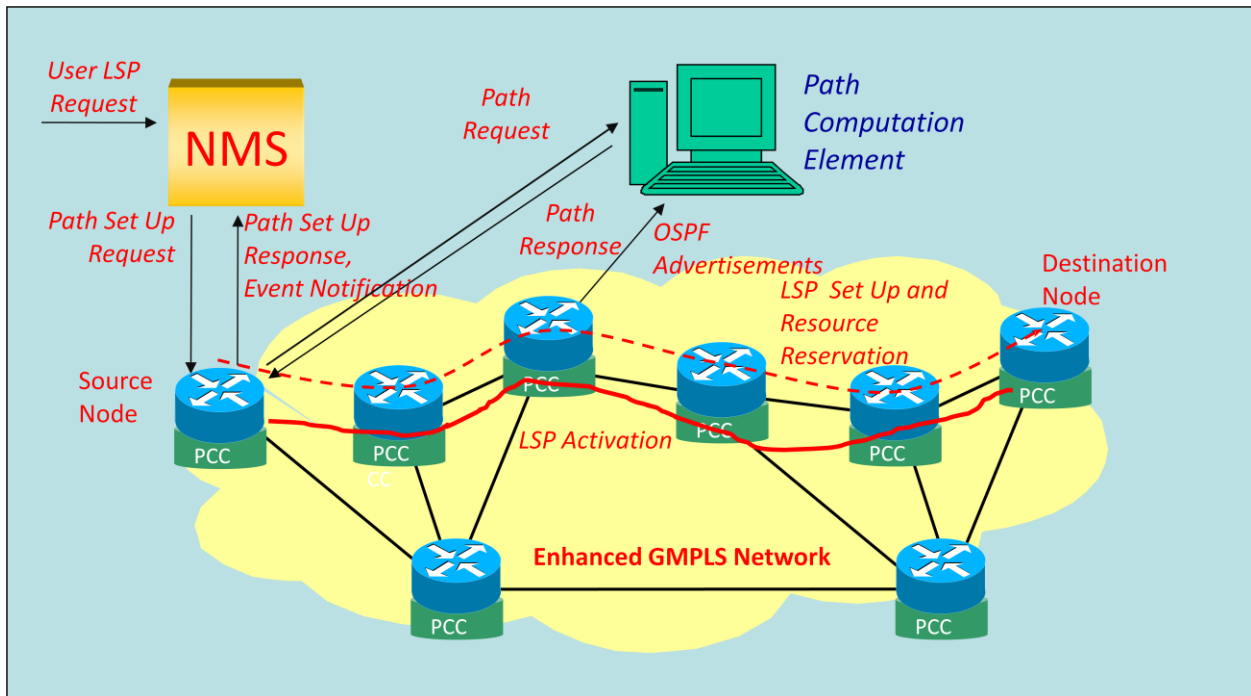 User LSP
Request
NMS
Path
Request
Path
Computation
Element
Path Set Up
Request
Path Set Up
Response,
Event Notification
Path
Response
OSPF
Advertisements
LSP Set Up and
Resource
Reservation
Destination
Node
Source
Node
PCC
PCC
CC
PCC
PCC
PCC
PCC
LSP Activation
Enhanced GMPLS Network
PCC
PCC